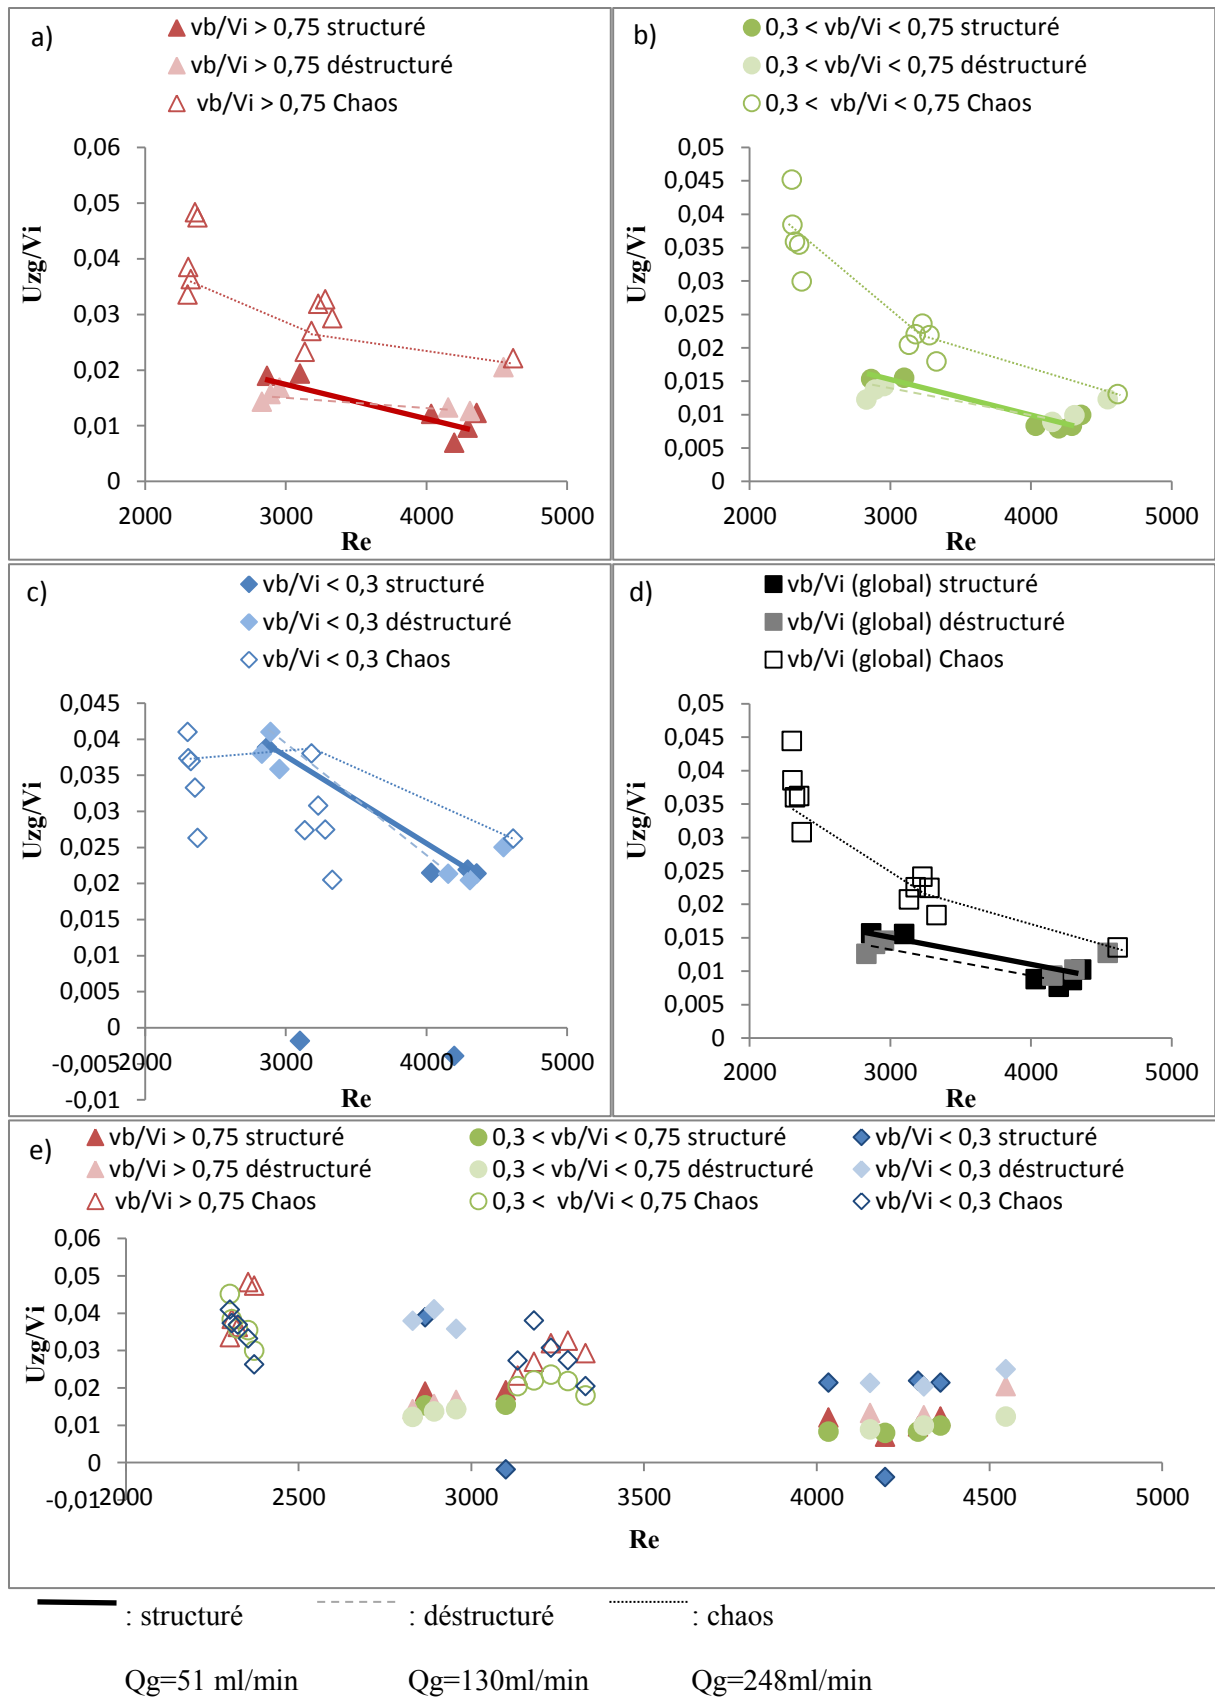 a)
vb/Vi > 0,75 structuré
vb/Vi > 0,75 déstructuré
vb/Vi > 0,75 Chaos
0,06
0,05
0,04
0,03
0,02
0,01
0
Uzg/Vi
2000 3000 4000 5000
Re
b)
0,3 < vb/Vi < 0,75 structuré
0,3 < vb/Vi < 0,75 déstructuré
0,3 < vb/Vi < 0,75 Chaos
0,05
0,045
0,04
0,035
0,03
0,025
0,02
0,015
0,01
0,005
0
Uzg/Vi
2000 3000 4000 5000
Re
c)
vb/Vi < 0,3 structuré
vb/Vi < 0,3 déstructuré
vb/Vi < 0,3 Chaos
0,045
0,04
0,035
0,03
0,025
0,02
0,015
0,01
0,005
0
-0,005
-0,01
Uzg/Vi
2000 3000 4000 5000
Re
d)
vb/Vi (global) structuré
vb/Vi (global) déstructuré
vb/Vi (global) Chaos
0,05
0,045
0,04
0,035
0,03
0,025
0,02
0,015
0,01
0,005
0
Uzg/Vi
2000 3000 4000 5000
Re
e)
vb/Vi > 0,75 structuré
vb/Vi > 0,75 déstructuré
vb/Vi > 0,75 Chaos
0,3 < vb/Vi < 0,75 structuré
0,3 < vb/Vi < 0,75 déstructuré
0,3 < vb/Vi < 0,75 Chaos
vb/Vi < 0,3 structuré
vb/Vi < 0,3 déstructuré
vb/Vi < 0,3 Chaos
0,06
0,05
0,04
0,03
0,02
0,01
0
-0,01
Uzg/Vi
2000 2500 3000 3500 4000 4500 5000
Re
: structuré : déstructuré : chaos
Qg=51 ml/min Qg=130ml/min Qg=248ml/min